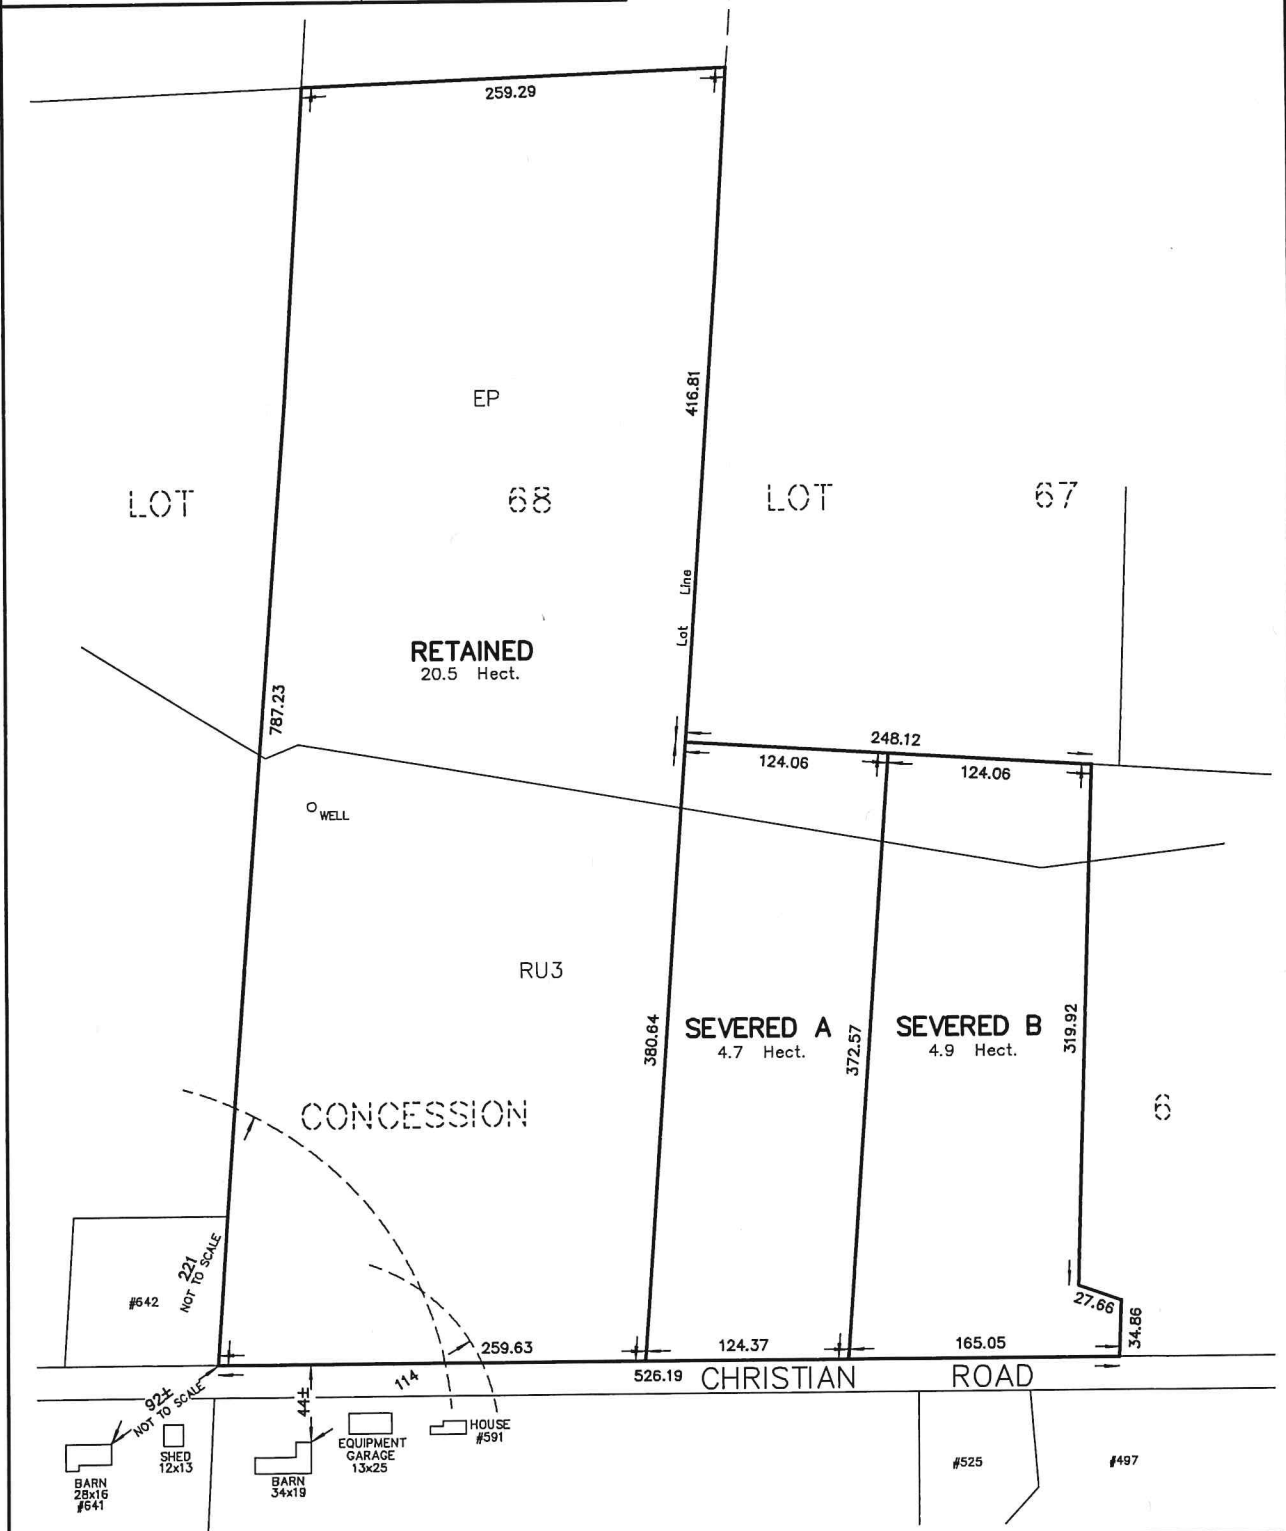 259.29
416.81
EP
LOT 68 LOT 67
Lot Line
RETAINED
20.5 Hect.
787.23
248.12
124.06
124.06
WELL
RU3
380.64
SEVERED A
4.7 Hect.
372.57
SEVERED B
4.9 Hect.
319.92
CONCESSION 6
221
NOT TO SCALE
#642
27.66
34.86
259.63
124.37
165.05
526.19
CHRISTIAN ROAD
92±
NOT TO SCALE
44±
114
BARN
28x16
#641
SHED
12x13
BARN
34x19
EQUIPMENT
GARAGE
13x25
HOUSE
#591
#525
#497